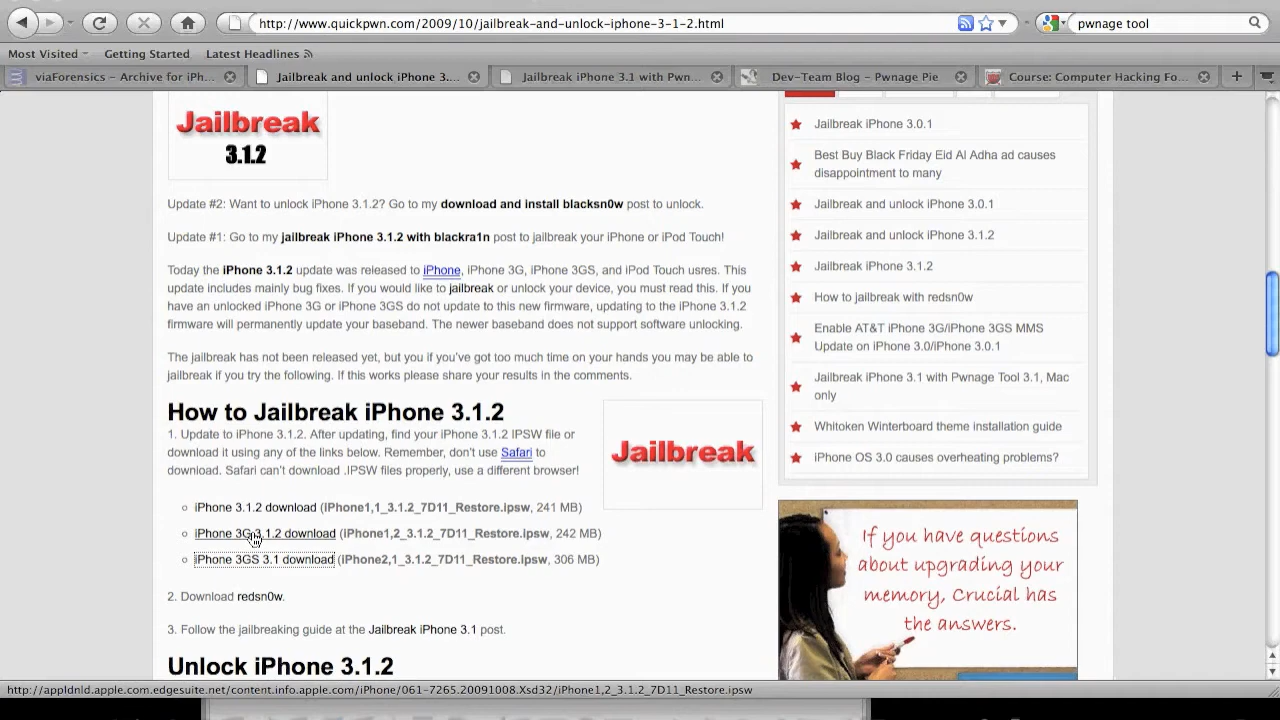 http://www.quickpwn.com/2009/10/jailbreak-and-unlock-iphone-3-1-2.html
pwnage tool
Most Visited
Getting Started
Latest Headlines
viaForensics – Archive for iPh...
Jailbreak and unlock iPhone 3....
Jailbreak iPhone 3.1 with Pwn...
Dev-Team Blog - Pwnage Pie
Course: Computer Hacking Fo...
Jailbreak
3.1.2
Update #2: Want to unlock iPhone 3.1.2? Go to my download and install blacksn0w post to unlock.
Update #1: Go to my jailbreak iPhone 3.1.2 with blackra1n post to jailbreak your iPhone or iPod Touch!
Today the iPhone 3.1.2 update was released to iPhone, iPhone 3G, iPhone 3GS, and iPod Touch usres. This
update includes mainly bug fixes. If you would like to jailbreak or unlock your device, you must read this. If you
have an unlocked iPhone 3G or iPhone 3GS do not update to this new firmware, updating to the iPhone 3.1.2
firmware will permanently update your baseband. The newer baseband does not support software unlocking.
The jailbreak has not been released yet, but you if you've got too much time on your hands you may be able to
jailbreak if you try the following. If this works please share your results in the comments.
How to Jailbreak iPhone 3.1.2
1. Update to iPhone 3.1.2. After updating, find your iPhone 3.1.2 IPSW file or
download it using any of the links below. Remember, don't use Safari to
download. Safari can't download .IPSW files properly, use a different browser!
Jailbreak
iPhone 3.1.2 download (iPhone1,1_3.1.2_7D11_Restore.ipsw, 241 MB)
iPhone 3G 3.1.2 download (iPhone1,2_3.1.2_7D11_Restore.ipsw, 242 MB)
iPhone 3GS 3.1 download (iPhone2,1_3.1.2_7D11_Restore.ipsw, 306 MB)
2. Download redsn0w.
3. Follow the jailbreaking guide at the Jailbreak iPhone 3.1 post.
Unlock iPhone 3.1.2
Jailbreak iPhone 3.0.1
Best Buy Black Friday Eid Al Adha ad causes
disappointment to many
Jailbreak and unlock iPhone 3.0.1
Jailbreak and unlock iPhone 3.1.2
Jailbreak iPhone 3.1.2
How to jailbreak with redsn0w
Enable AT&T iPhone 3G/iPhone 3GS MMS
Update on iPhone 3.0/iPhone 3.0.1
Jailbreak iPhone 3.1 with Pwnage Tool 3.1, Mac
only
Whitoken Winterboard theme installation guide
iPhone OS 3.0 causes overheating problems?
If you have questions
about upgrading your
memory, Crucial has
the answers.
http://appldnld.apple.com.edgesuite.net/content.info.apple.com/iPhone/061-7265.20091008.Xsd32/iPhone1,2_3.1.2_7D11_Restore.ipsw